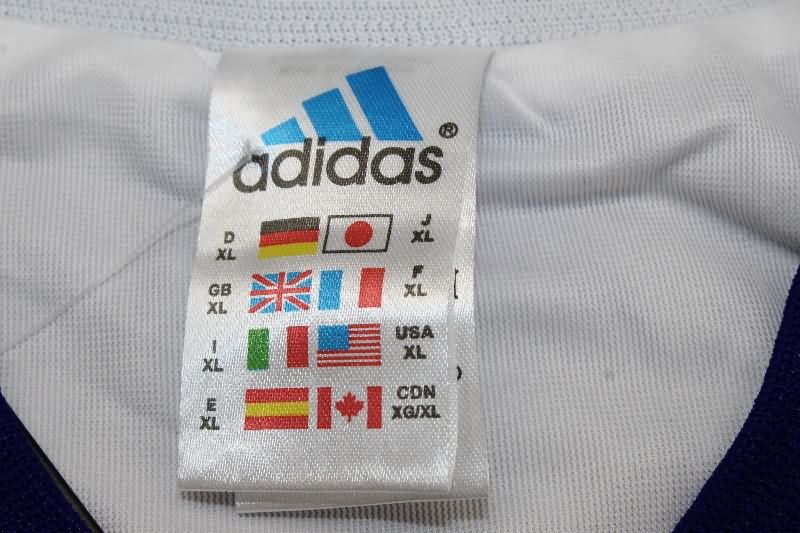 adidas®
D XL J XL
GB XL F XL
I XL USA XL
E XL CDN XG/XL